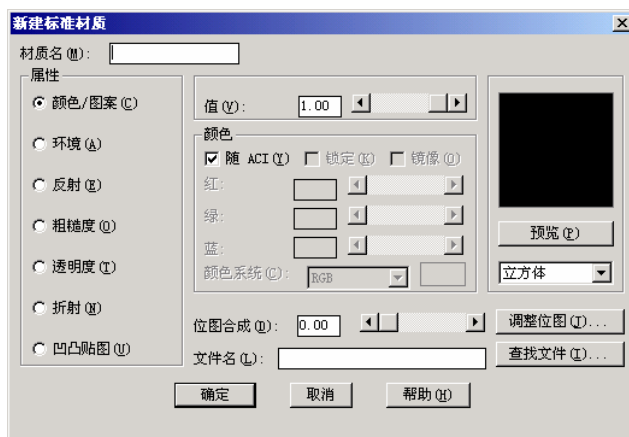 新建标准材质
材质名(M):
属性
颜色/图案(C)
环境(A)
反射(E)
粗糙度(O)
透明度(T)
折射(N)
凹凸贴图(U)
值(V): 1.00
颜色
随 ACI(Y) 锁定(K) 镜像(O)
红:
绿:
蓝:
颜色系统(C): RGB
预览(P)
立方体
位图合成(D): 0.00
调整位图(J)...
文件名(L):
查找文件(I)...
确定 取消 帮助(H)